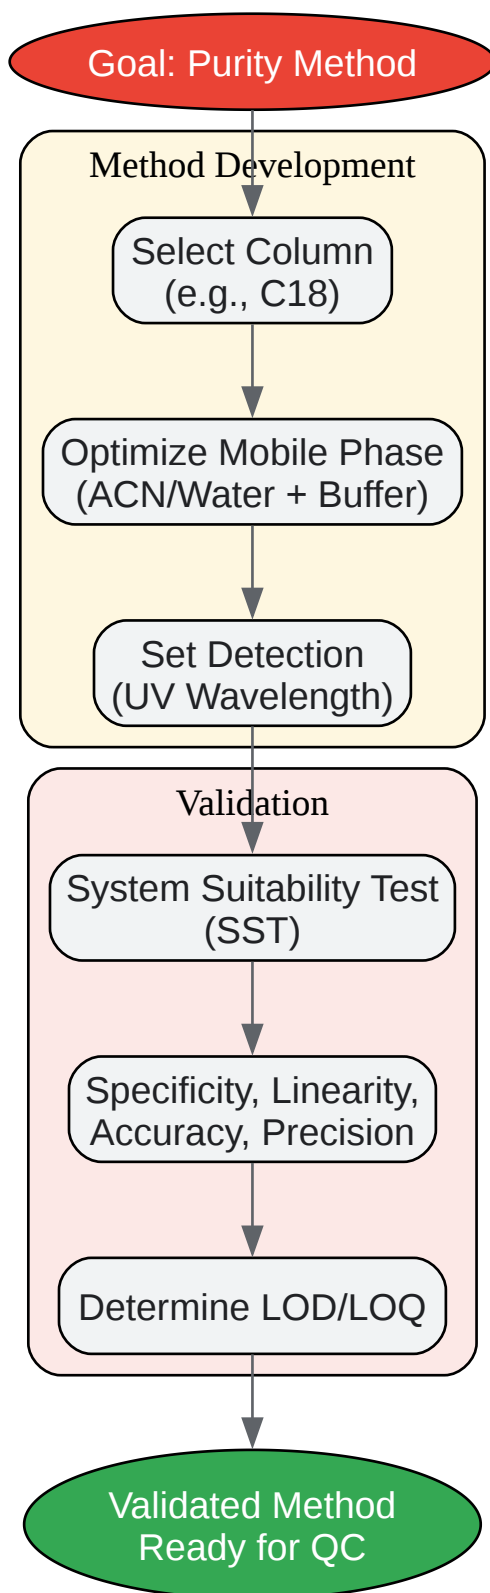 Goal: Purity Method
Method Development
Select Column
(e.g., C18)
Optimize Mobile Phase
(ACN/Water + Buffer)
Set Detection
(UV Wavelength)
Validation
System Suitability Test
(SST)
Specificity, Linearity,
Accuracy, Precision
Determine LOD/LOQ
Validated Method
Ready for QC